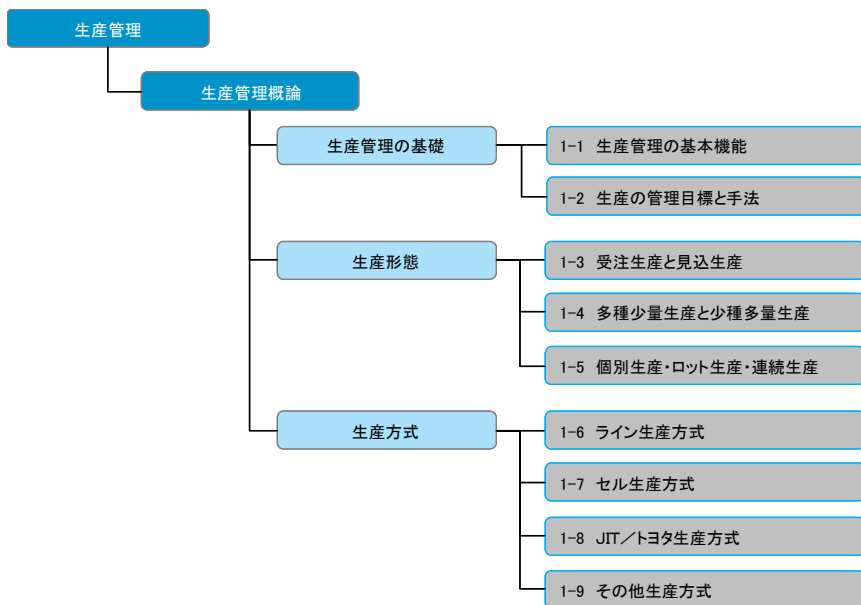 生産管理
生産管理概論
生産管理の基礎
1-1 生産管理の基本機能
1-2 生産の管理目標と手法
生産形態
1-3 受注生産と見込生産
1-4 多種少量生産と少種多量生産
1-5 個別生産・ロット生産・連続生産
生産方式
1-6 ライン生産方式
1-7 セル生産方式
1-8 JIT／トヨタ生産方式
1-9 その他生産方式